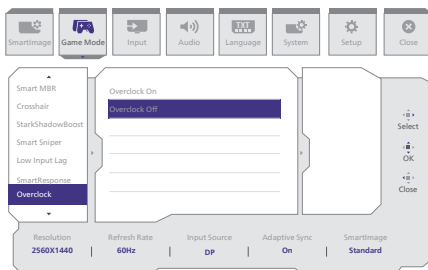 SmartImage
Game Mode
Input
Audio
TXT
Language
System
Setup
Close
Smart MBR
Crosshair
StarkShadowBoost
Smart Sniper
Low Input Lag
SmartResponse
Overclock
Overclock On
Overclock Off
Select
OK
Close
Resolution
Refresh Rate
Input Source
Adaptive Sync
SmartImage
2560X1440
60Hz
DP
On
Standard